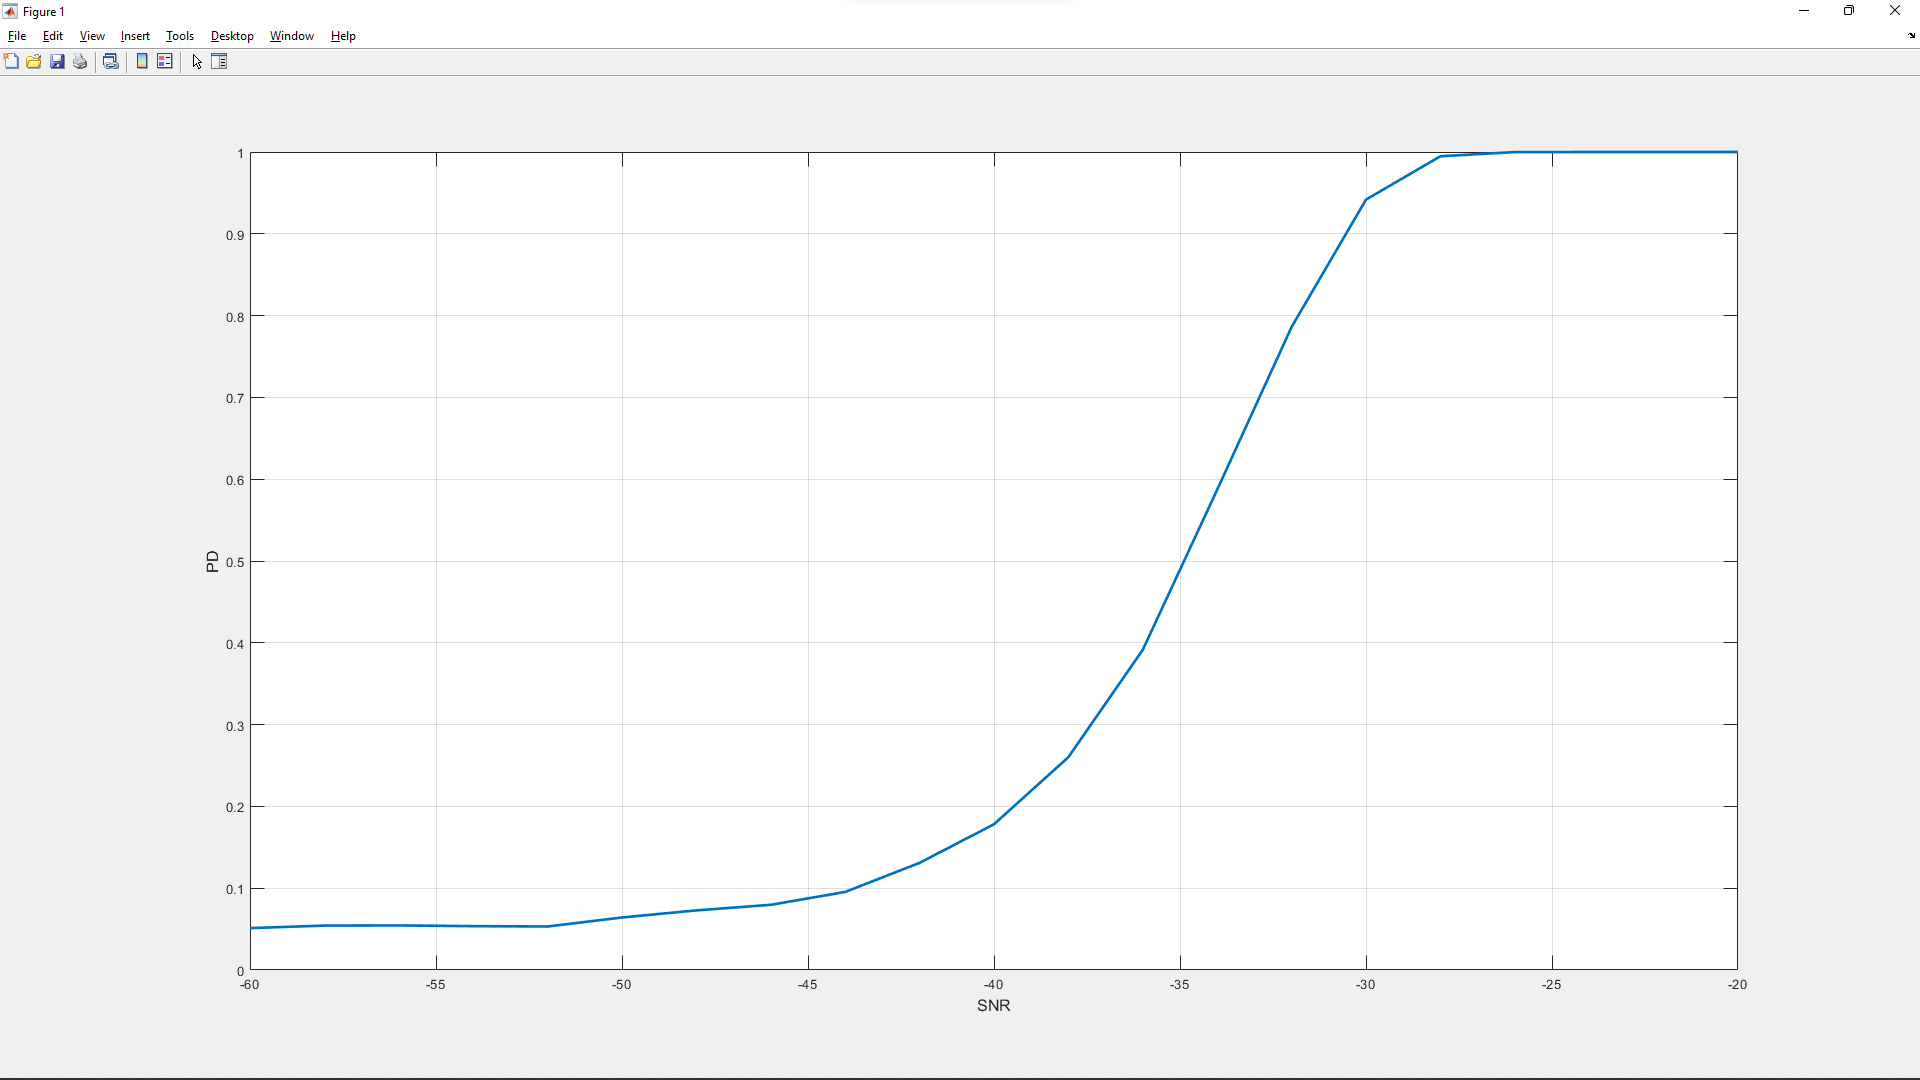 Figure 1
File Edit View Insert Tools Desktop Window Help
1
0.9
0.8
0.7
0.6
0.5
0.4
0.3
0.2
0.1
0
PD
-60 -55 -50 -45 -40 -35 -30 -25 -20
SNR